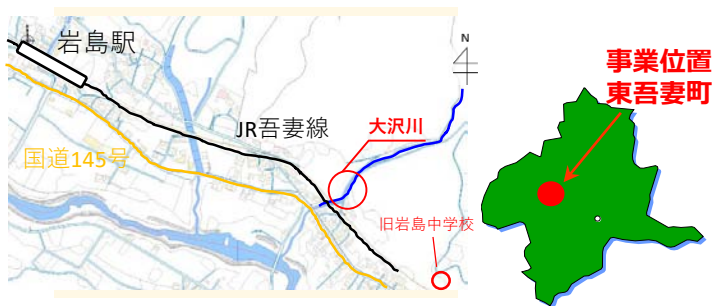 岩島駅
N
JR吾妻線
大沢川
国道145号
旧岩島中学校
事業位置
東吾妻町